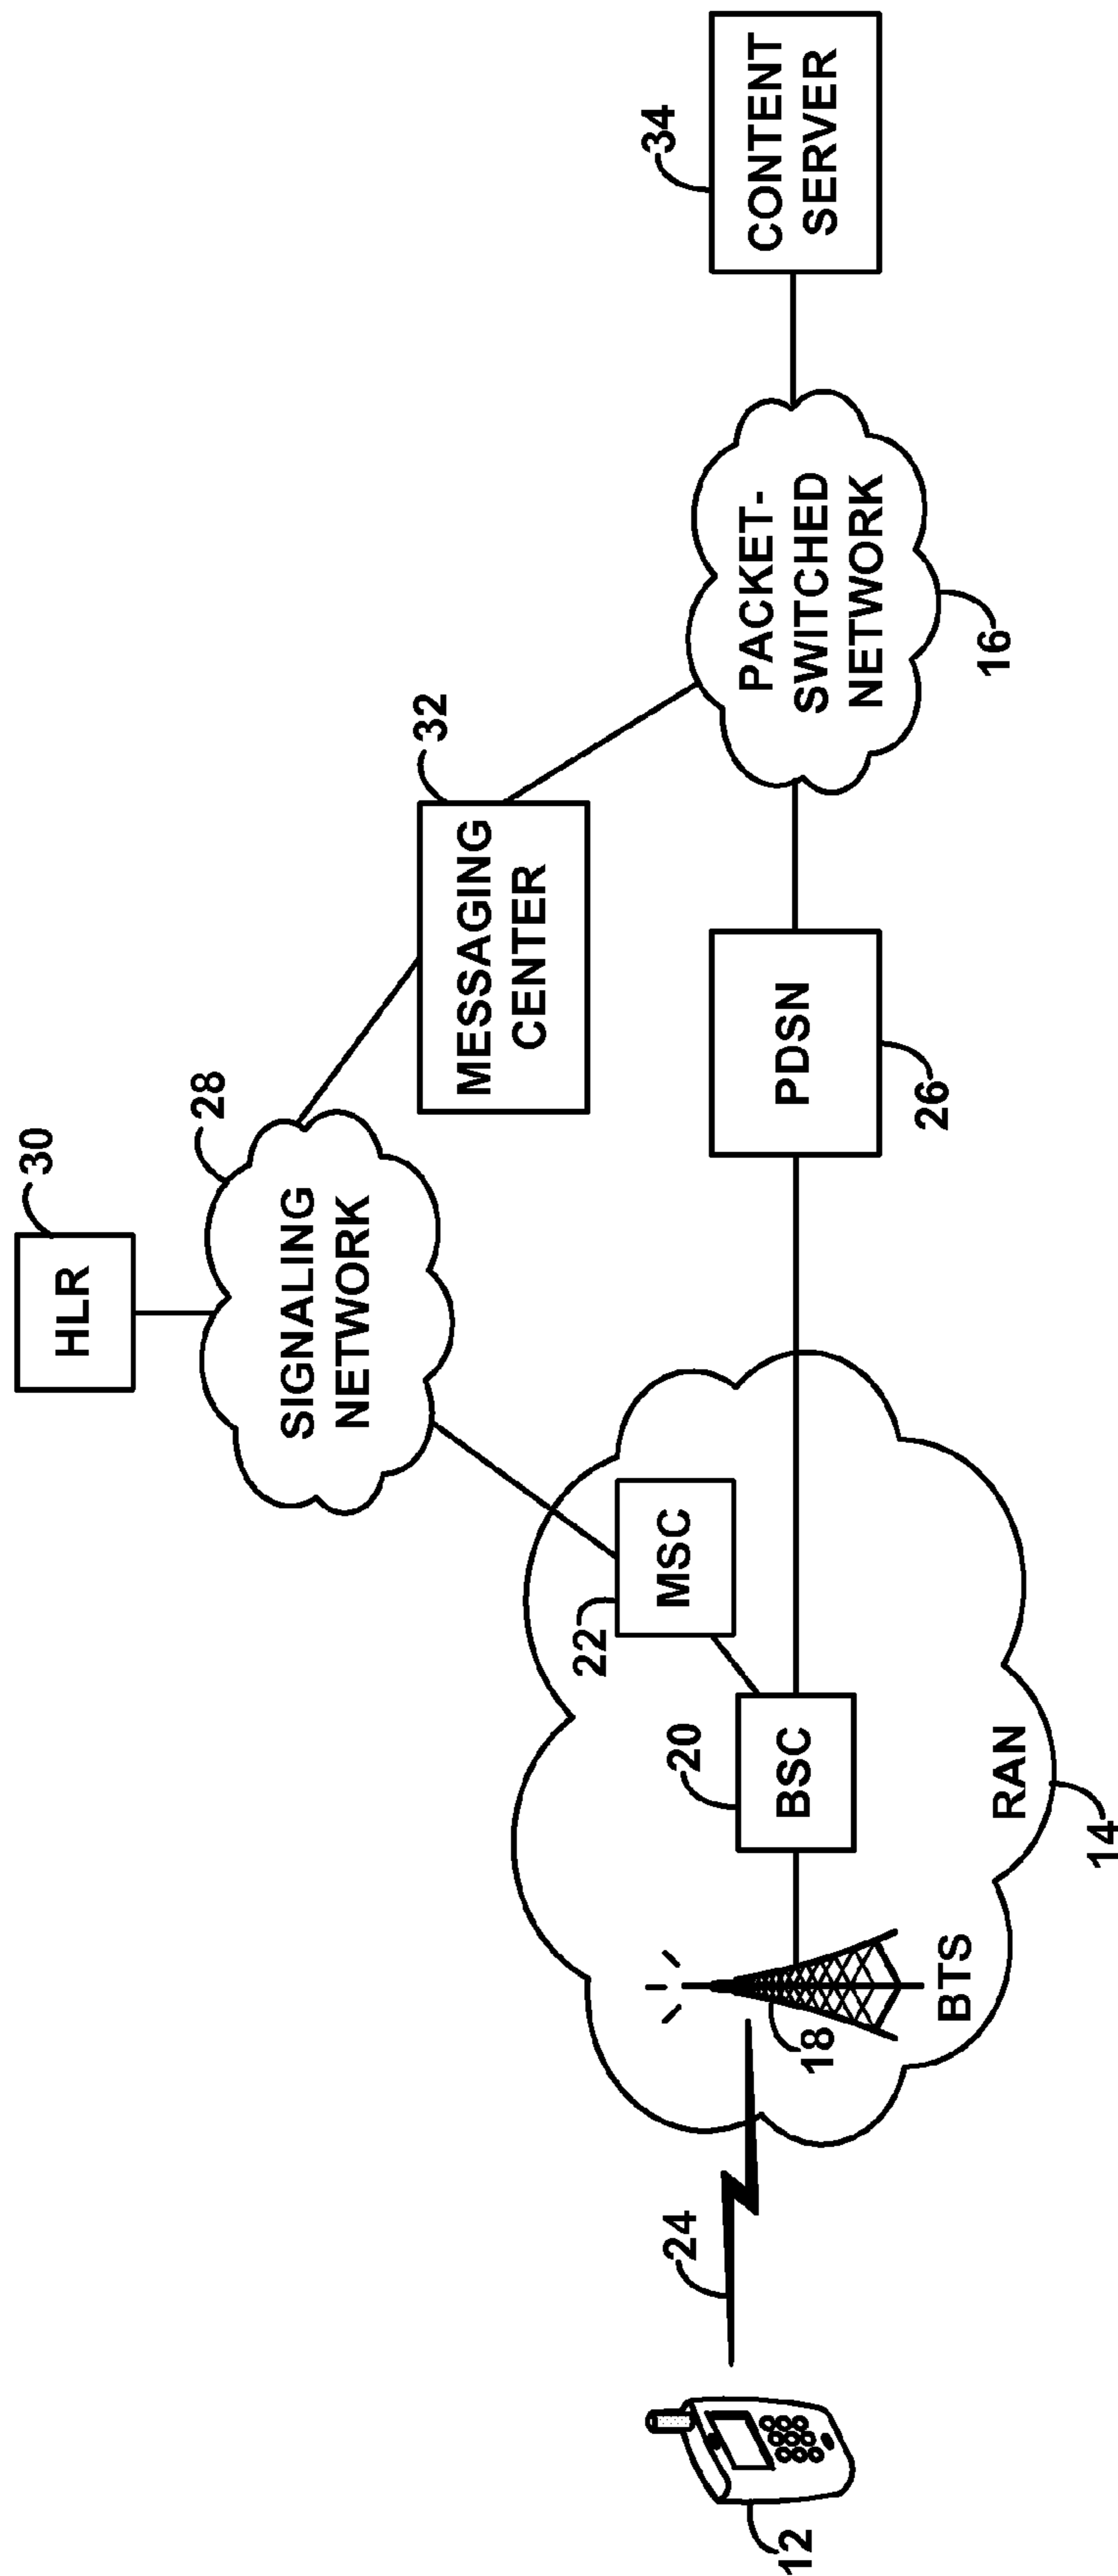 30
HLR
28
SIGNALING
NETWORK
32
MESSAGING
CENTER
34
CONTENT
SERVER
22
MSC
24
20
BSC
PDSN
26
PACKET-
SWITCHED
NETWORK
16
12
18
BTS
RAN
14